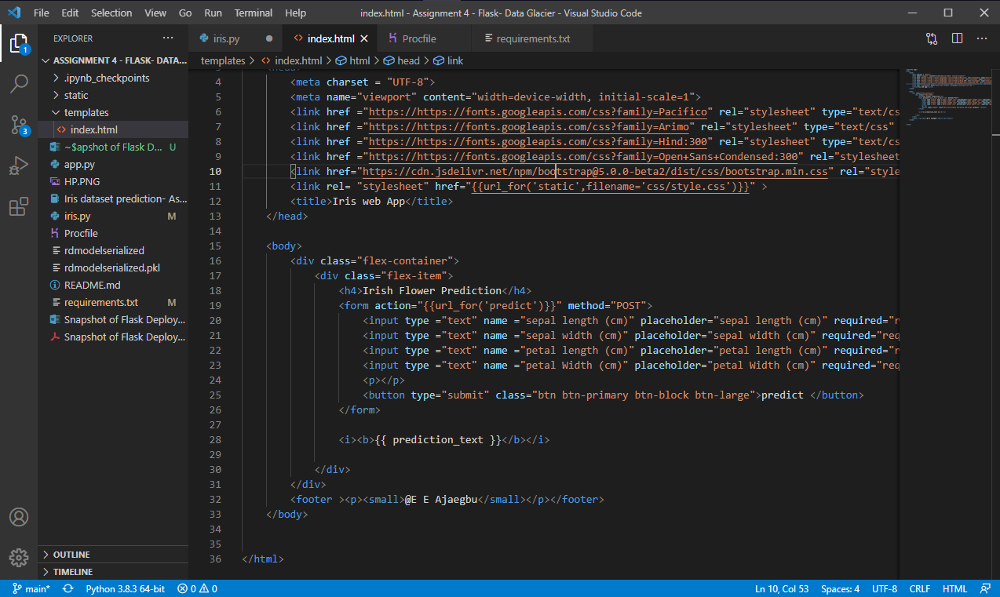 File Edit Selection View Go Run Terminal Help index.html - Assignment 4 - Flask- Data Glacier - Visual Studio Code
EXPLORER
iris.py index.html Procfile requirements.txt
templates > index.html > html > head > link
ASSIGNMENT 4 - FLASK- DATA...
.ipynb_checkpoints
static
templates
index.html
~$apshot of Flask D... U
app.py
HP.PNG
Iris dataset prediction- As...
iris.py M
Procfile
rdmodelserialized
rdmodelserialized.pkl
README.md
requirements.txt M
Snapshot of Flask Deploy...
Snapshot of Flask Deploy...
OUTLINE
TIMELINE
1
3
4 <meta charset = "UTF-8">
5 <meta name="viewport" content="width=device-width, initial-scale=1">
6 <link href ="https://https://fonts.googleapis.com/css?family=Pacifico" rel="stylesheet" type="text/cs
7 <link href ="https://https://fonts.googleapis.com/css?family=Arimo" rel="stylesheet" type="text/css"
8 <link href ="https://https://fonts.googleapis.com/css?family=Hind:300" rel="stylesheet" type="text/cs
9 <link href ="https://https://fonts.googleapis.com/css?family=Open+Sans+Condensed:300" rel="stylesheet
10 <link href="https://cdn.jsdelivr.net/npm/bootstrap@5.0.0-beta2/dist/css/bootstrap.min.css" rel="style
11 <link rel= "stylesheet" href="{{url_for('static',filename='css/style.css')}}" >
12 <title>Iris web App</title>
13 </head>
14
15 <body>
16 <div class="flex-container">
17 <div class="flex-item">
18 <h4>Irish Flower Prediction</h4>
19 <form action="{{url_for('predict')}}" method="POST">
20 <input type ="text" name ="sepal length (cm)" placeholder="sepal length (cm)" required="r
21 <input type ="text" name ="sepal width (cm)" placeholder="sepal width (cm)" required="req
22 <input type ="text" name ="petal length (cm)" placeholder="petal length (cm)" required="r
23 <input type ="text" name ="petal Width (cm)" placeholder="petal Width (cm)" required="req
24 <p></p>
25 <button type="submit" class="btn btn-primary btn-block btn-large">predict </button>
26 </form>
27
28 <i><b>{{ prediction_text }}</b></i>
29
30 </div>
31 </div>
32 <footer ><p><small>@E E Ajaegbu</small></p></footer>
33 </body>
34
35
36 </html>
main* Python 3.8.3 64-bit 0 0 Ln 10, Col 53 Spaces: 4 UTF-8 CRLF HTML